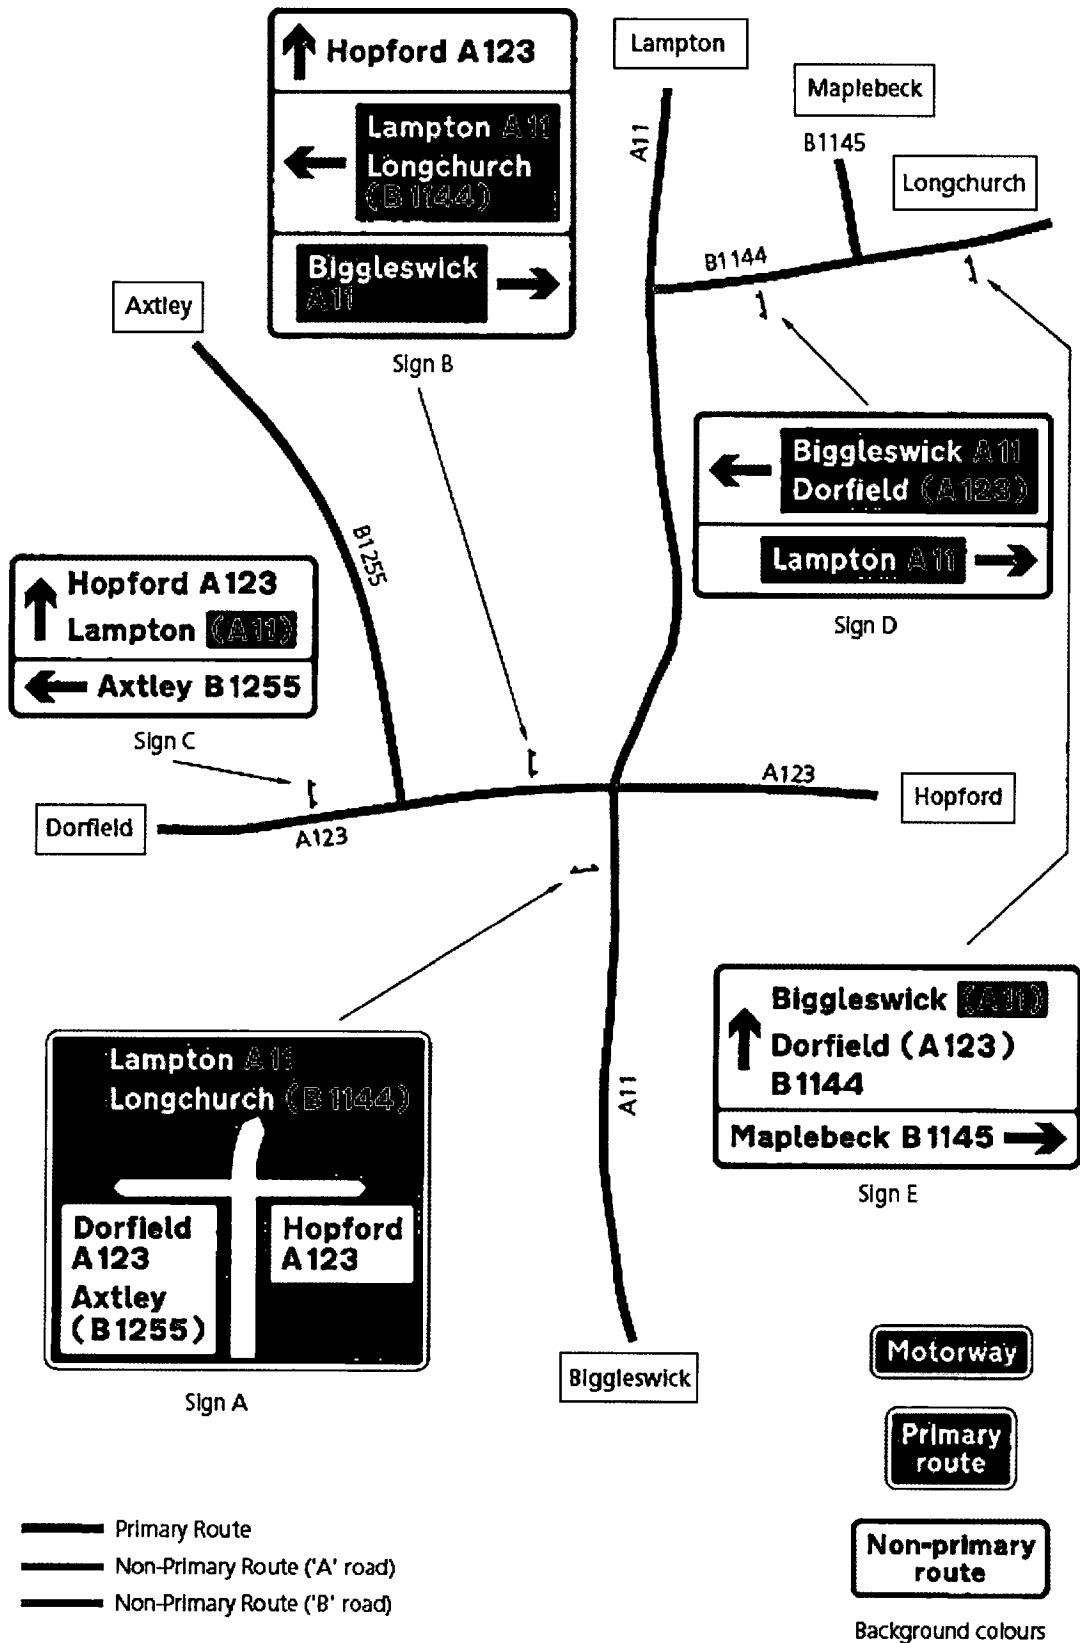 Hopford A123
Lampton A11
Longchurch
(B1144)
Biggleswick
A11
Sign B
Lampton
Maplebeck
B1145
Longchurch
A11
B1144
Axtley
B1255
Biggleswick A11
Dorfield (A123)
Lampton A11
Sign D
Hopford A123
Lampton (A11)
Axtley B1255
Sign C
Dorfield
A123
A123
Hopford
Lampton A11
Longchurch (B1144)
Dorfield
A123
Axtley
(B1255)
Hopford
A123
Sign A
A11
Biggleswick
Biggleswick (A11)
Dorfield (A123)
B1144
Maplebeck B1145
Sign E
Motorway
Primary
route
Non-primary
route
Background colours
Primary Route
Non-Primary Route ('A' road)
Non-Primary Route ('B' road)